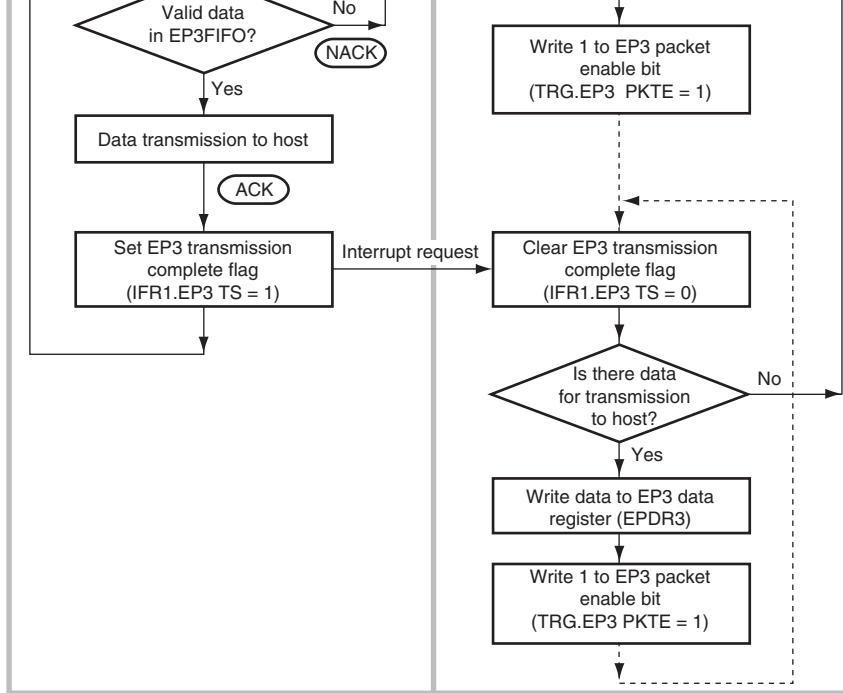 Valid data
in EP3FIFO?
No
NACK
Yes
Data transmission to host
ACK
Set EP3 transmission
complete flag
(IFR1.EP3 TS = 1)
Interrupt request
Write 1 to EP3 packet
enable bit
(TRG.EP3 PKTE = 1)
Clear EP3 transmission
complete flag
(IFR1.EP3 TS = 0)
Is there data
for transmission
to host?
No
Yes
Write data to EP3 data
register (EPDR3)
Write 1 to EP3 packet
enable bit
(TRG.EP3 PKTE = 1)